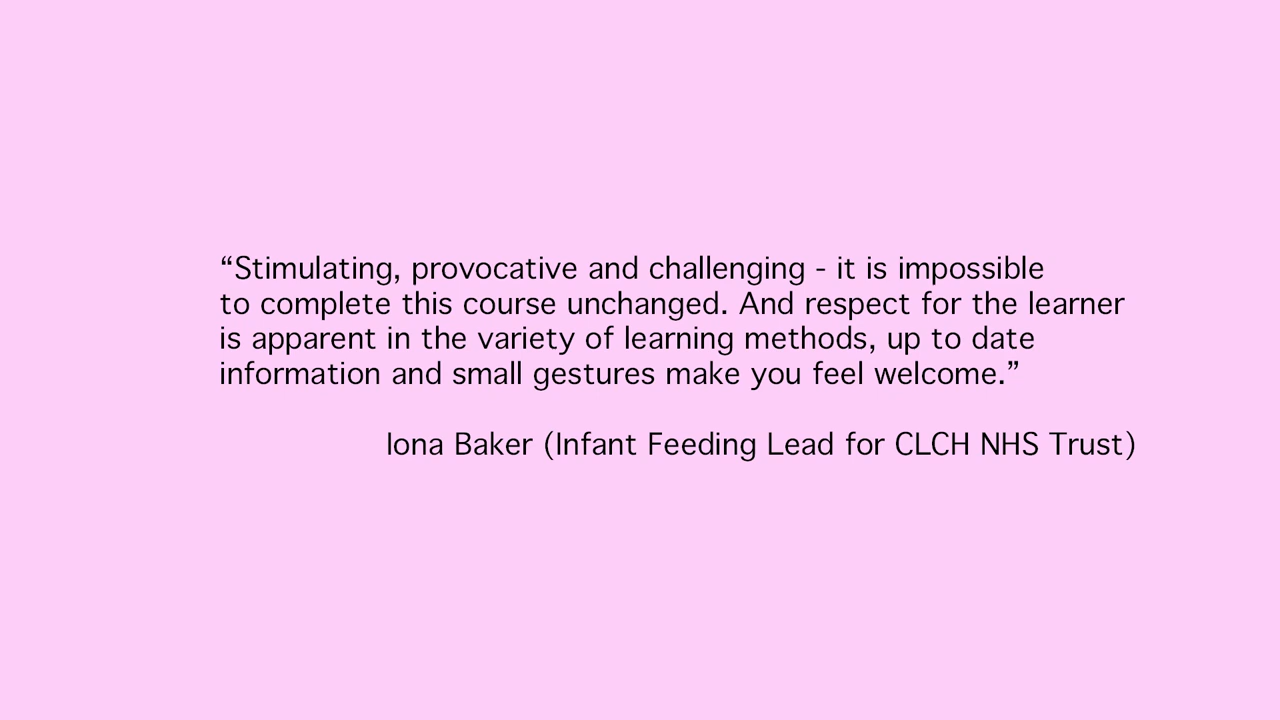 “Stimulating, provocative and challenging - it is impossible
to complete this course unchanged. And respect for the learner
is apparent in the variety of learning methods, up to date
information and small gestures make you feel welcome.”
Iona Baker (Infant Feeding Lead for CLCH NHS Trust)